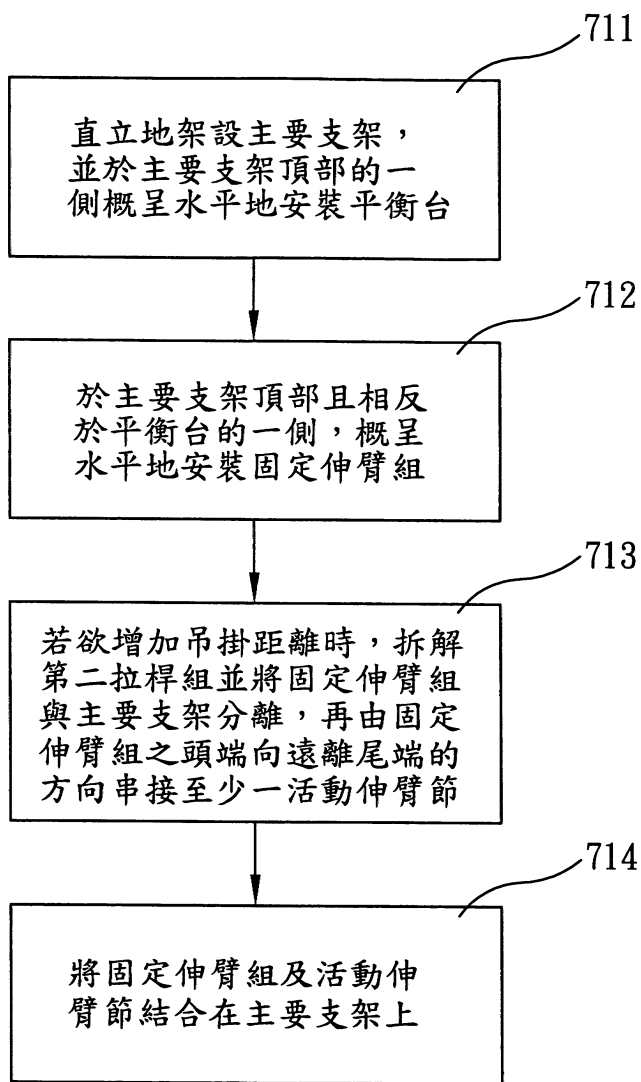 711
直立地架設主要支架，
並於主要支架頂部的一
側概呈水平地安裝平衡台
712
於主要支架頂部且相反
於平衡台的一側，概呈
水平地安裝固定伸臂組
713
若欲增加吊掛距離時，拆解
第二拉桿組並將固定伸臂組
與主要支架分離，再由固定
伸臂組之頭端向遠離尾端的
方向串接至少一活動伸臂節
714
將固定伸臂組及活動伸
臂節結合在主要支架上